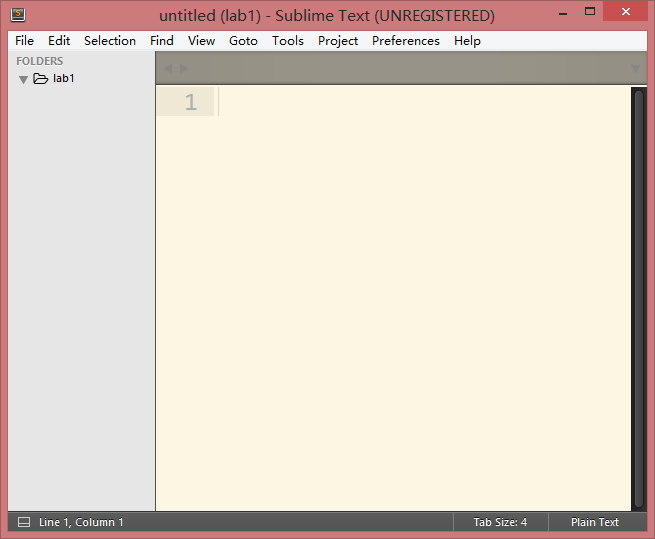 untitled (lab1) - Sublime Text (UNREGISTERED)
File Edit Selection Find View Goto Tools Project Preferences Help
FOLDERS
lab1
1
Line 1, Column 1 Tab Size: 4 Plain Text